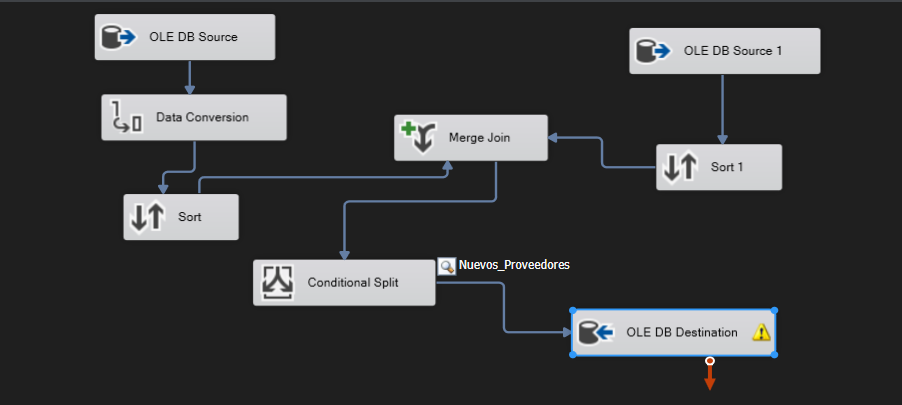 OLE DB Source
OLE DB Source 1
Data Conversion
Merge Join
Sort 1
Sort
Nuevos_Proveedores
Conditional Split
OLE DB Destination